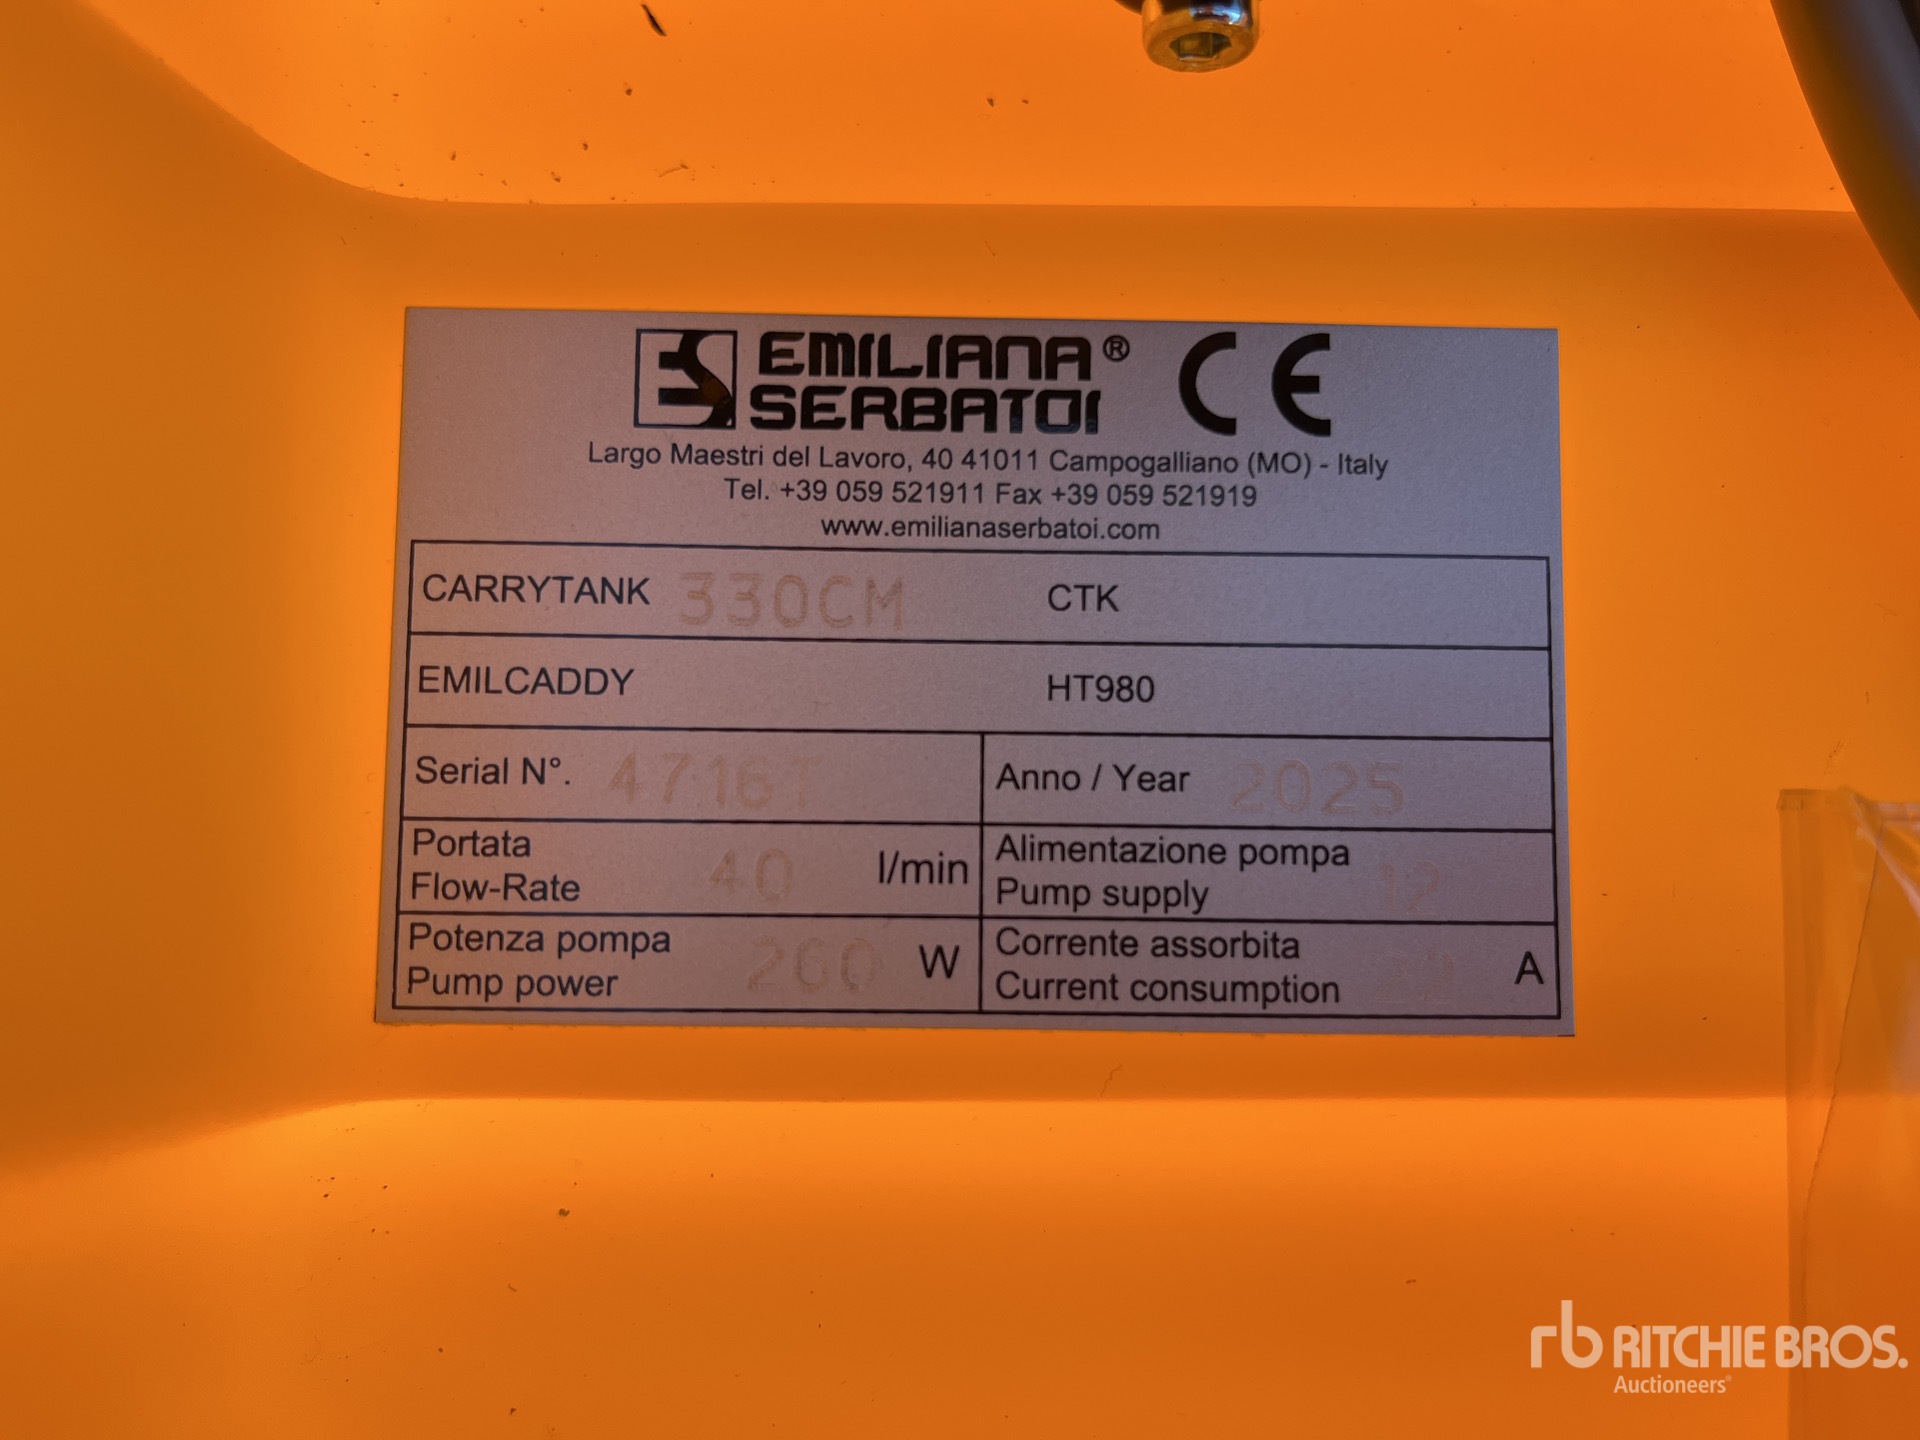 EMILIANA®
SERBATOI
CE
Largo Maestri del Lavoro, 40 41011 Campogalliano (MO) - Italy
Tel. +39 059 521911 Fax +39 059 521919
www.emilianaserbatoi.com
CARRYTANK 330CM CTK
EMILCADDY HT980
Serial N°. 4716T Anno / Year 2025
Portata
Flow-Rate 40 l/min
Alimentazione pompa
Pump supply 12
Potenza pompa
Pump power 200 W
Corrente assorbita
Current consumption A
rb RITCHIE BROS.
Auctioneers